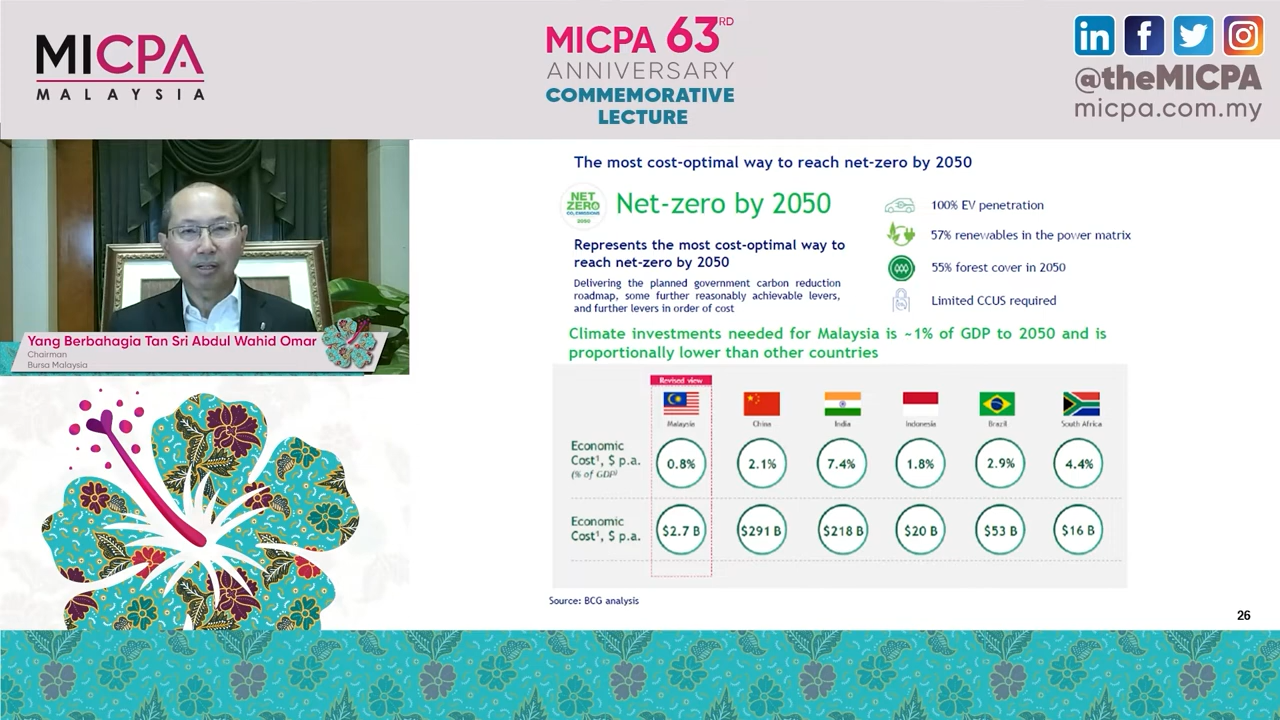 MICPA
MALAYSIA
MICPA 63RD
ANNIVERSARY
COMMEMORATIVE
LECTURE
@theMICPA
micpa.com.my
Yang Berbahagia Tan Sri Abdul Wahid Omar
Chairman
Bursa Malaysia
The most cost-optimal way to reach net-zero by 2050
NET
ZERO
CO₂ EMISSIONS
2050
Net-zero by 2050
Represents the most cost-optimal way to
reach net-zero by 2050
Delivering the planned government carbon reduction
roadmap, some further reasonably achievable levers,
and further levers in order of cost
100% EV penetration
57% renewables in the power matrix
55% forest cover in 2050
Limited CCUS required
Climate investments needed for Malaysia is ~1% of GDP to 2050 and is
proportionally lower than other countries
Revised view
Malaysia China India Indonesia Brazil South Africa
Economic
Cost¹, $ p.a.
(% of GDP)
0.8% 2.1% 7.4% 1.8% 2.9% 4.4%
Economic
Cost¹, $ p.a.
$2.7 B $291 B $218 B $20 B $53 B $16 B
Source: BCG analysis
26